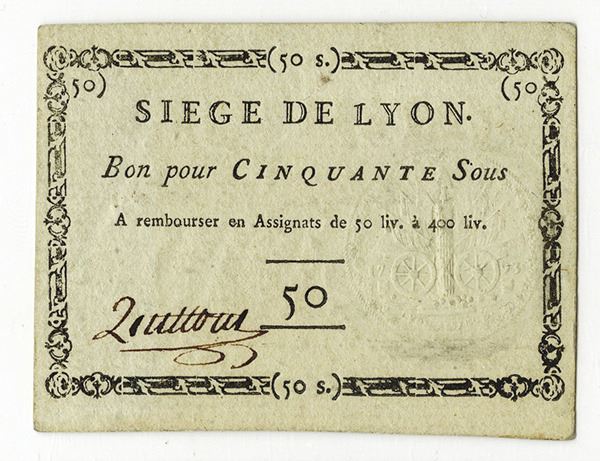 (50 s.)
50) (50
SIEGE DE LYON.
Bon pour CINQUANTE Sous
A rembourser en Assignats de 50 liv. à 400 liv.
50
(50 s.)